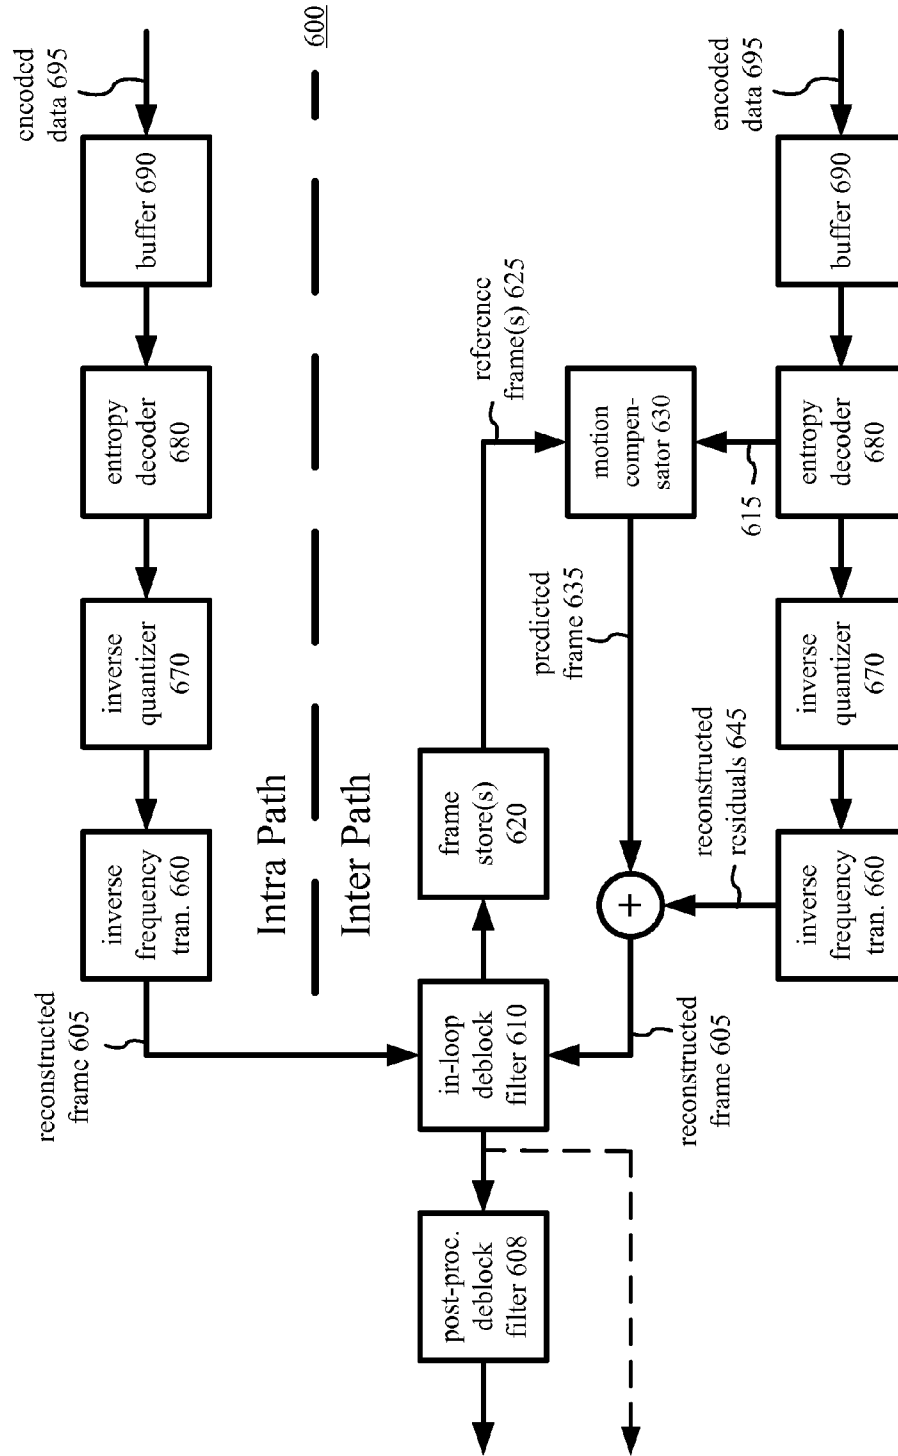 600
encoded
data 695
buffer 690
entropy
decoder
680
inverse
quantizer
670
inverse
frequency
tran. 660
reconstructed
frame 605
Intra Path
Inter Path
reference
frame(s) 625
frame
store(s)
620
in-loop
deblock
filter 610
post-proc.
deblock
filter 608
motion
compen-
sator 630
predicted
frame 635
+
reconstructed
frame 605
615
reconstructed
residuals 645
encoded
data 695
buffer 690
entropy
decoder
680
inverse
quantizer
670
inverse
frequency
tran. 660